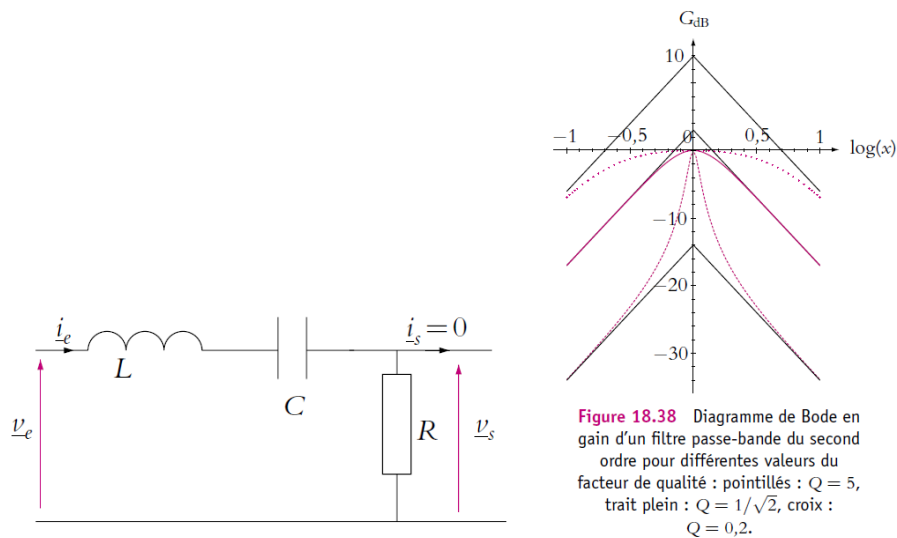 i_e
L
C
i_s = 0
v_e
R
v_s
G_dB
10
−1 −0,5 0 0,5 1 log(x)
−10
−20
−30
Figure 18.38 Diagramme de Bode en
gain d'un filtre passe-bande du second
ordre pour différentes valeurs du
facteur de qualité : pointillés : Q = 5,
trait plein : Q = 1/√2, croix :
Q = 0,2.